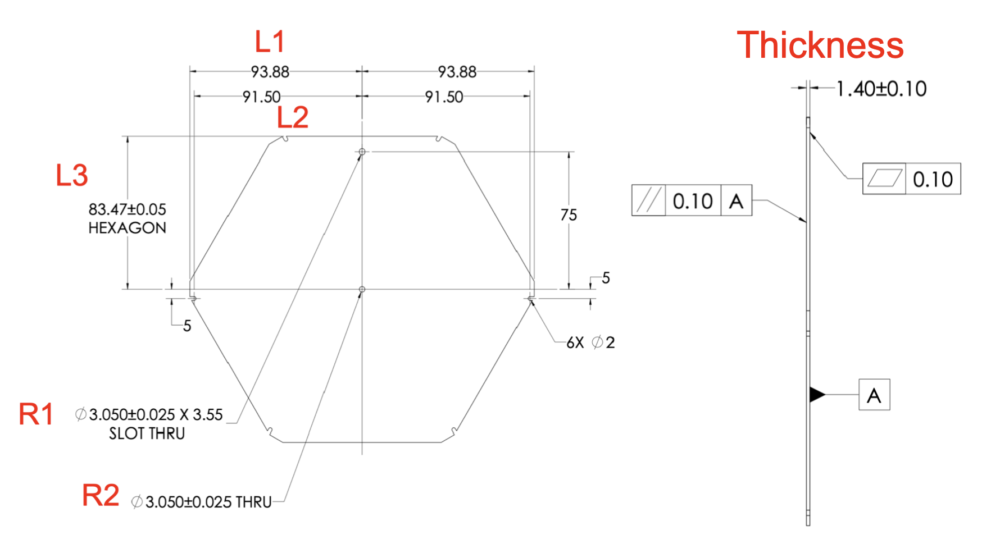 L1
Thickness
93.88
93.88
1.40±0.10
91.50
91.50
L2
L3
0.10
0.10 A
83.47±0.05
HEXAGON
75
5
5
6X ∅2
A
R1
∅3.050±0.025 X 3.55
SLOT THRU
R2
∅3.050±0.025 THRU